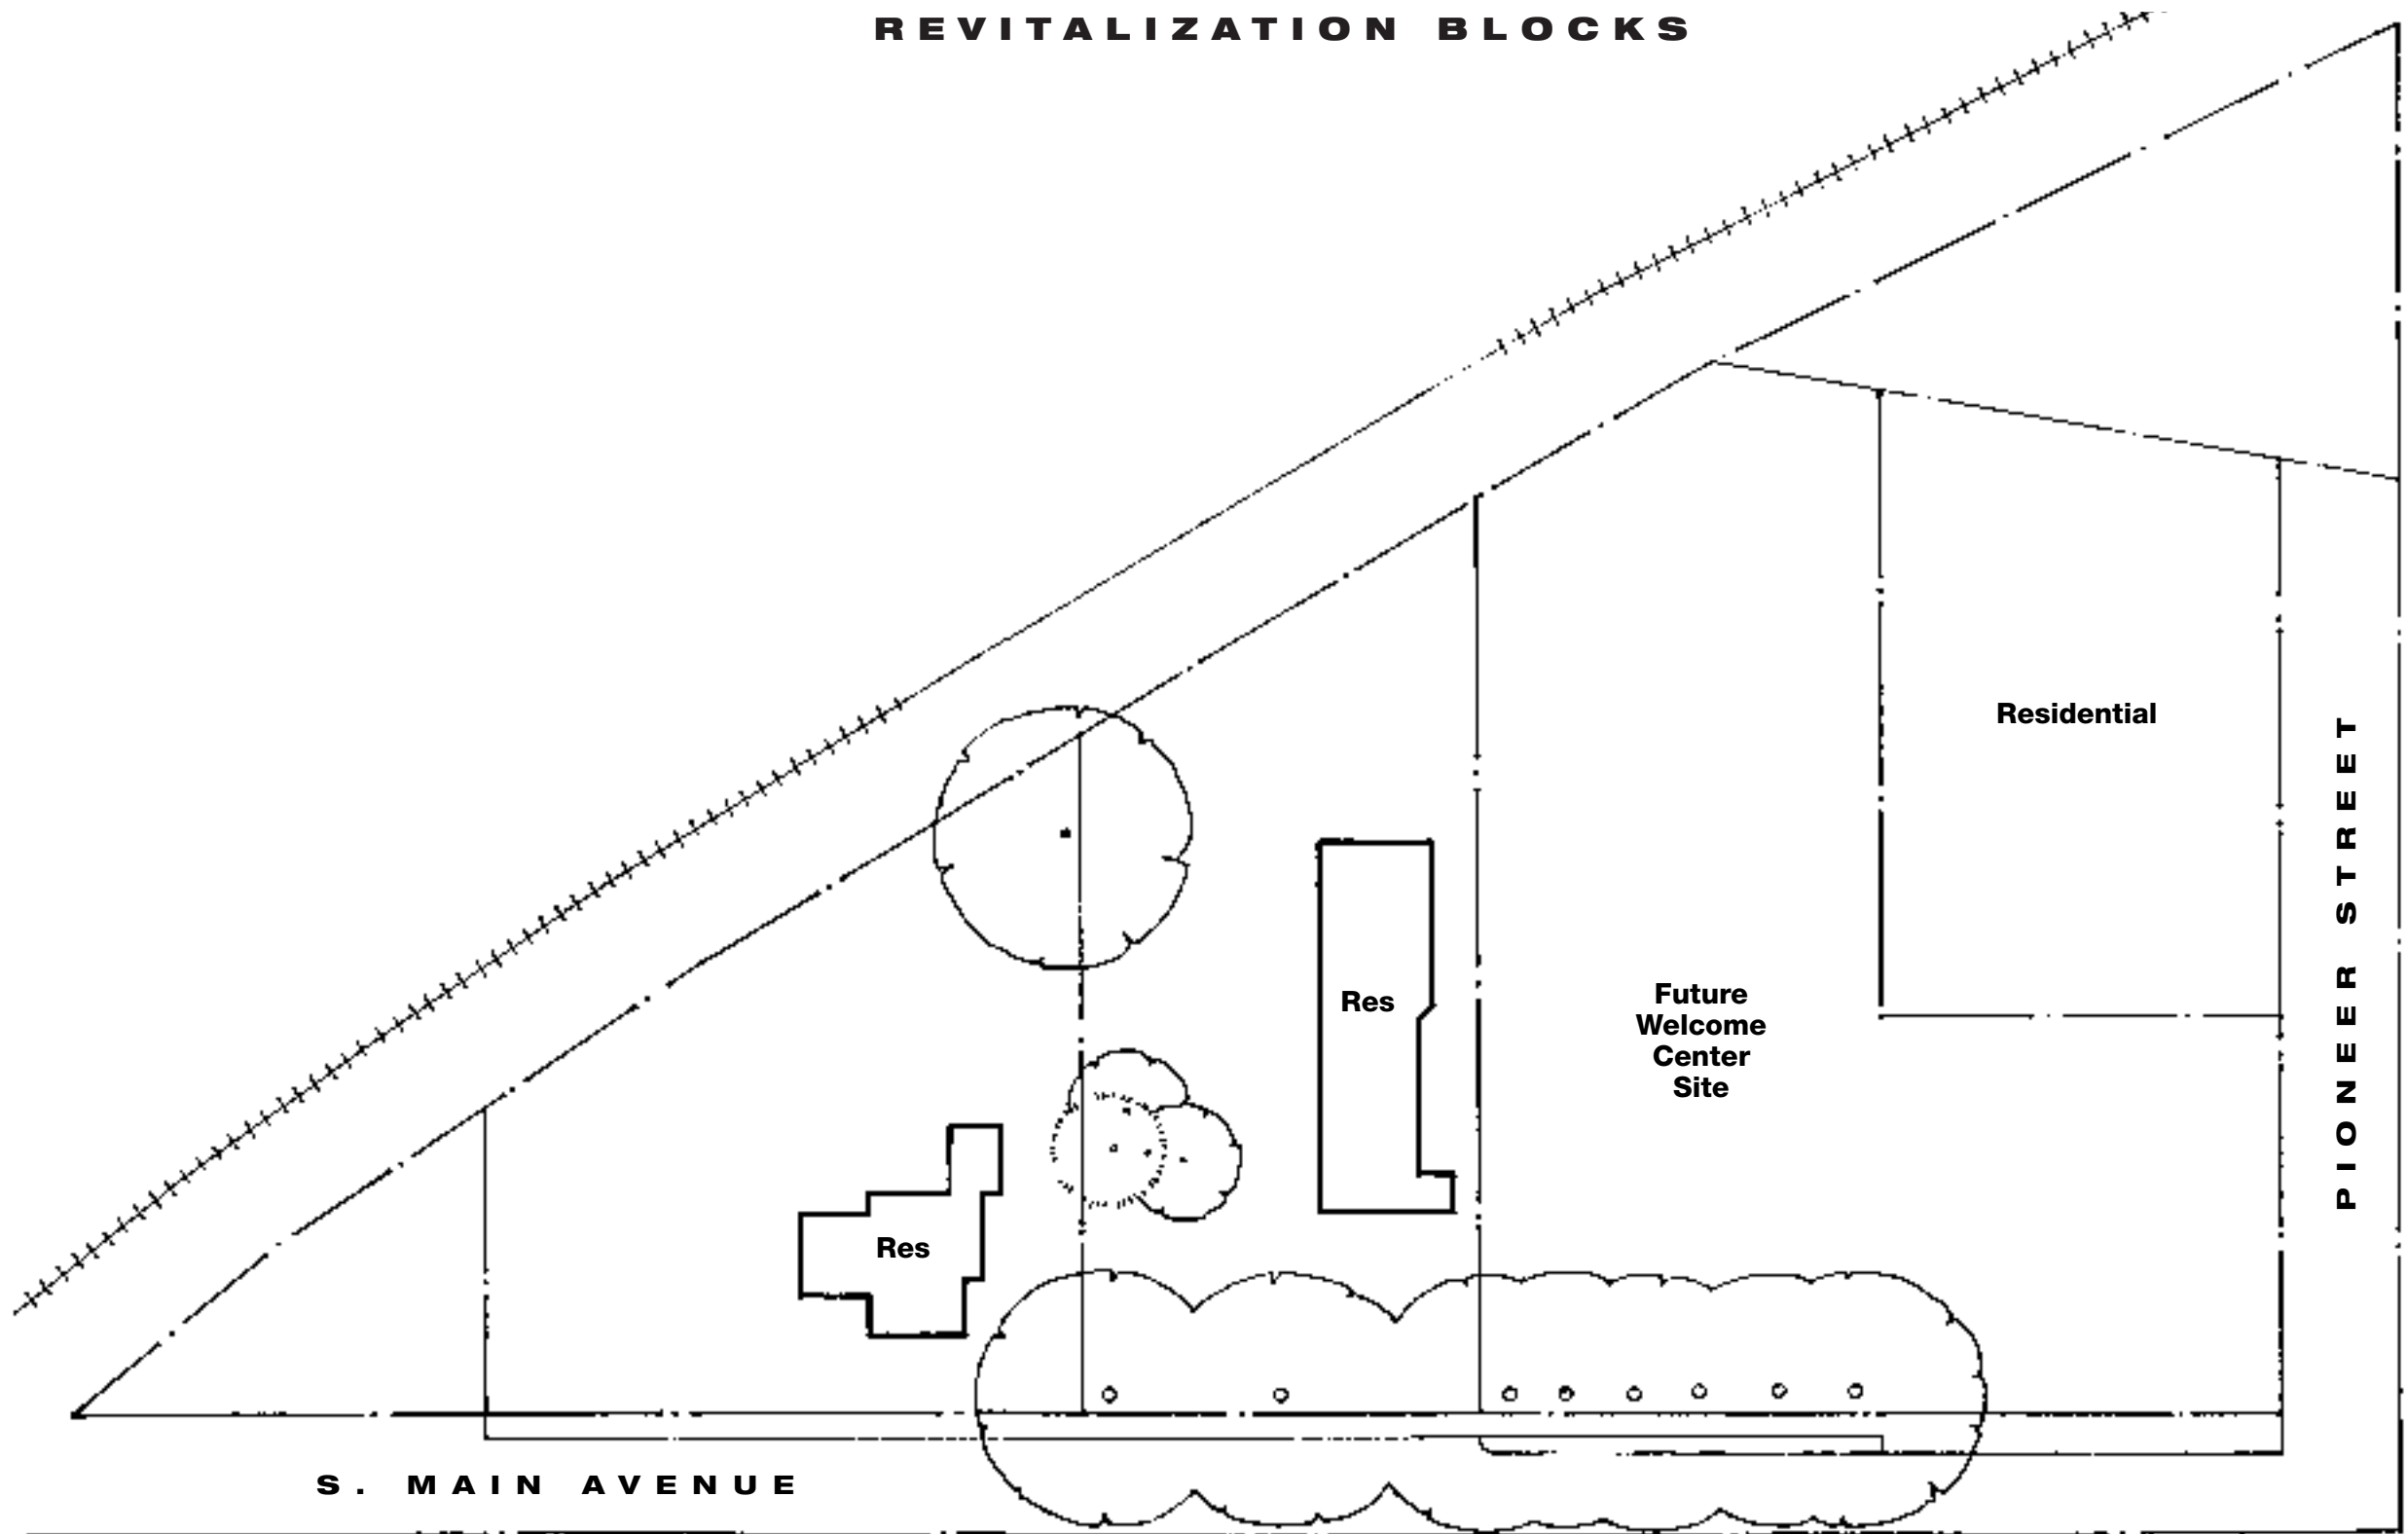 REVITALIZATION BLOCKS
Residential
PIONEER STREET
Res
Future
Welcome
Center
Site
Res
S. MAIN AVENUE